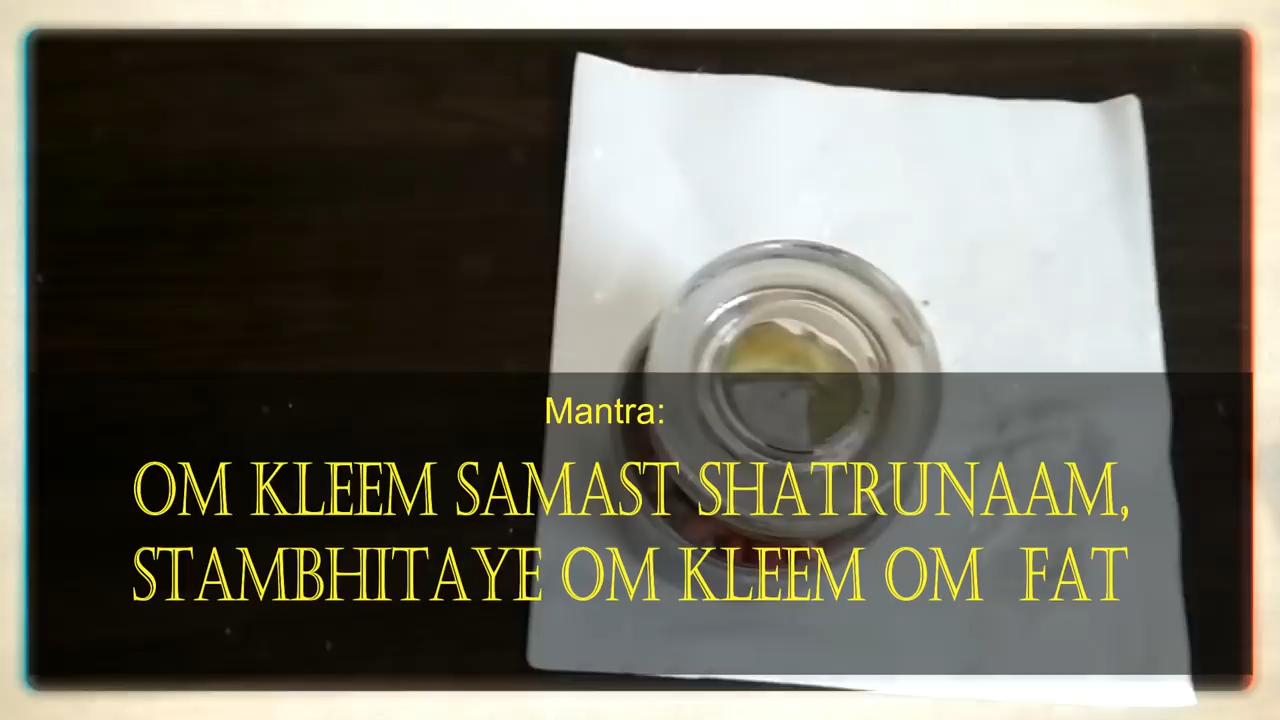 Mantra:
OM KLEEM SAMAST SHATRUNAAM,
STAMBHITAYE OM KLEEM OM FAT